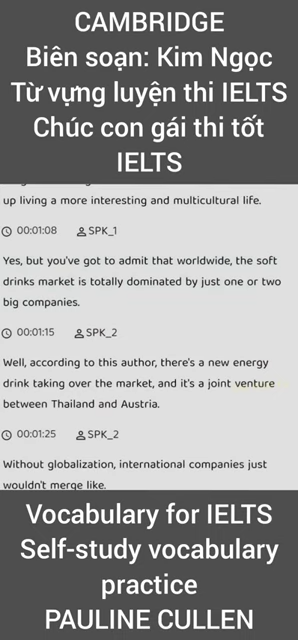 CAMBRIDGE
Biên soạn: Kim Ngọc
Từ vựng luyện thi IELTS
Chúc con gái thi tốt
IELTS
up living a more interesting and multicultural life.
00:01:08 SPK_1
Yes, but you've got to admit that worldwide, the soft
drinks market is totally dominated by just one or two
big companies.
00:01:15 SPK_2
Well, according to this author, there's a new energy
drink taking over the market, and it's a joint venture
between Thailand and Austria.
00:01:25 SPK_2
Without globalization, international companies just
wouldn't merge like.
Vocabulary for IELTS
Self-study vocabulary
practice
PAULINE CULLEN